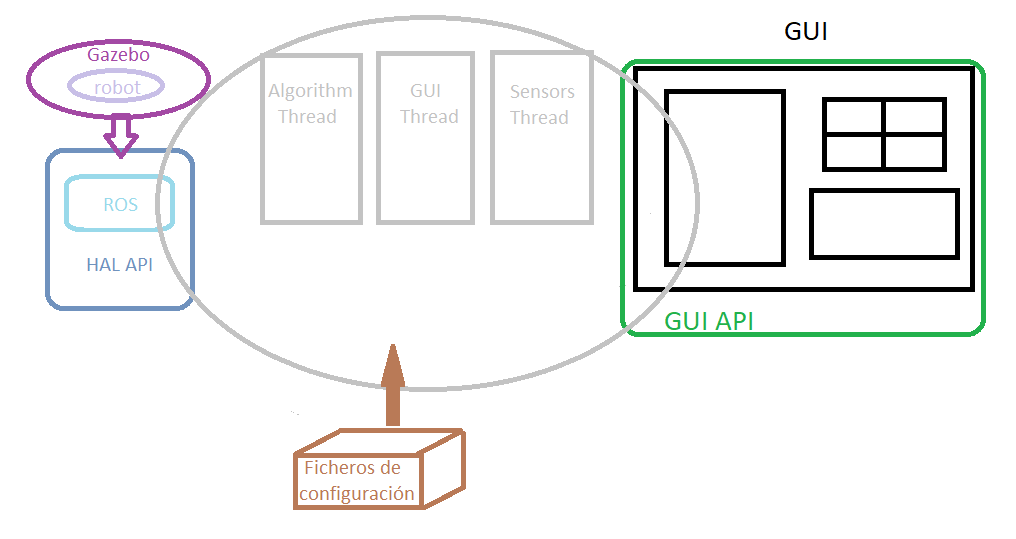 GUI
Gazebo
robot
Algorithm
Thread
GUI
Thread
Sensors
Thread
ROS
HAL API
GUI API
Ficheros de
configuración